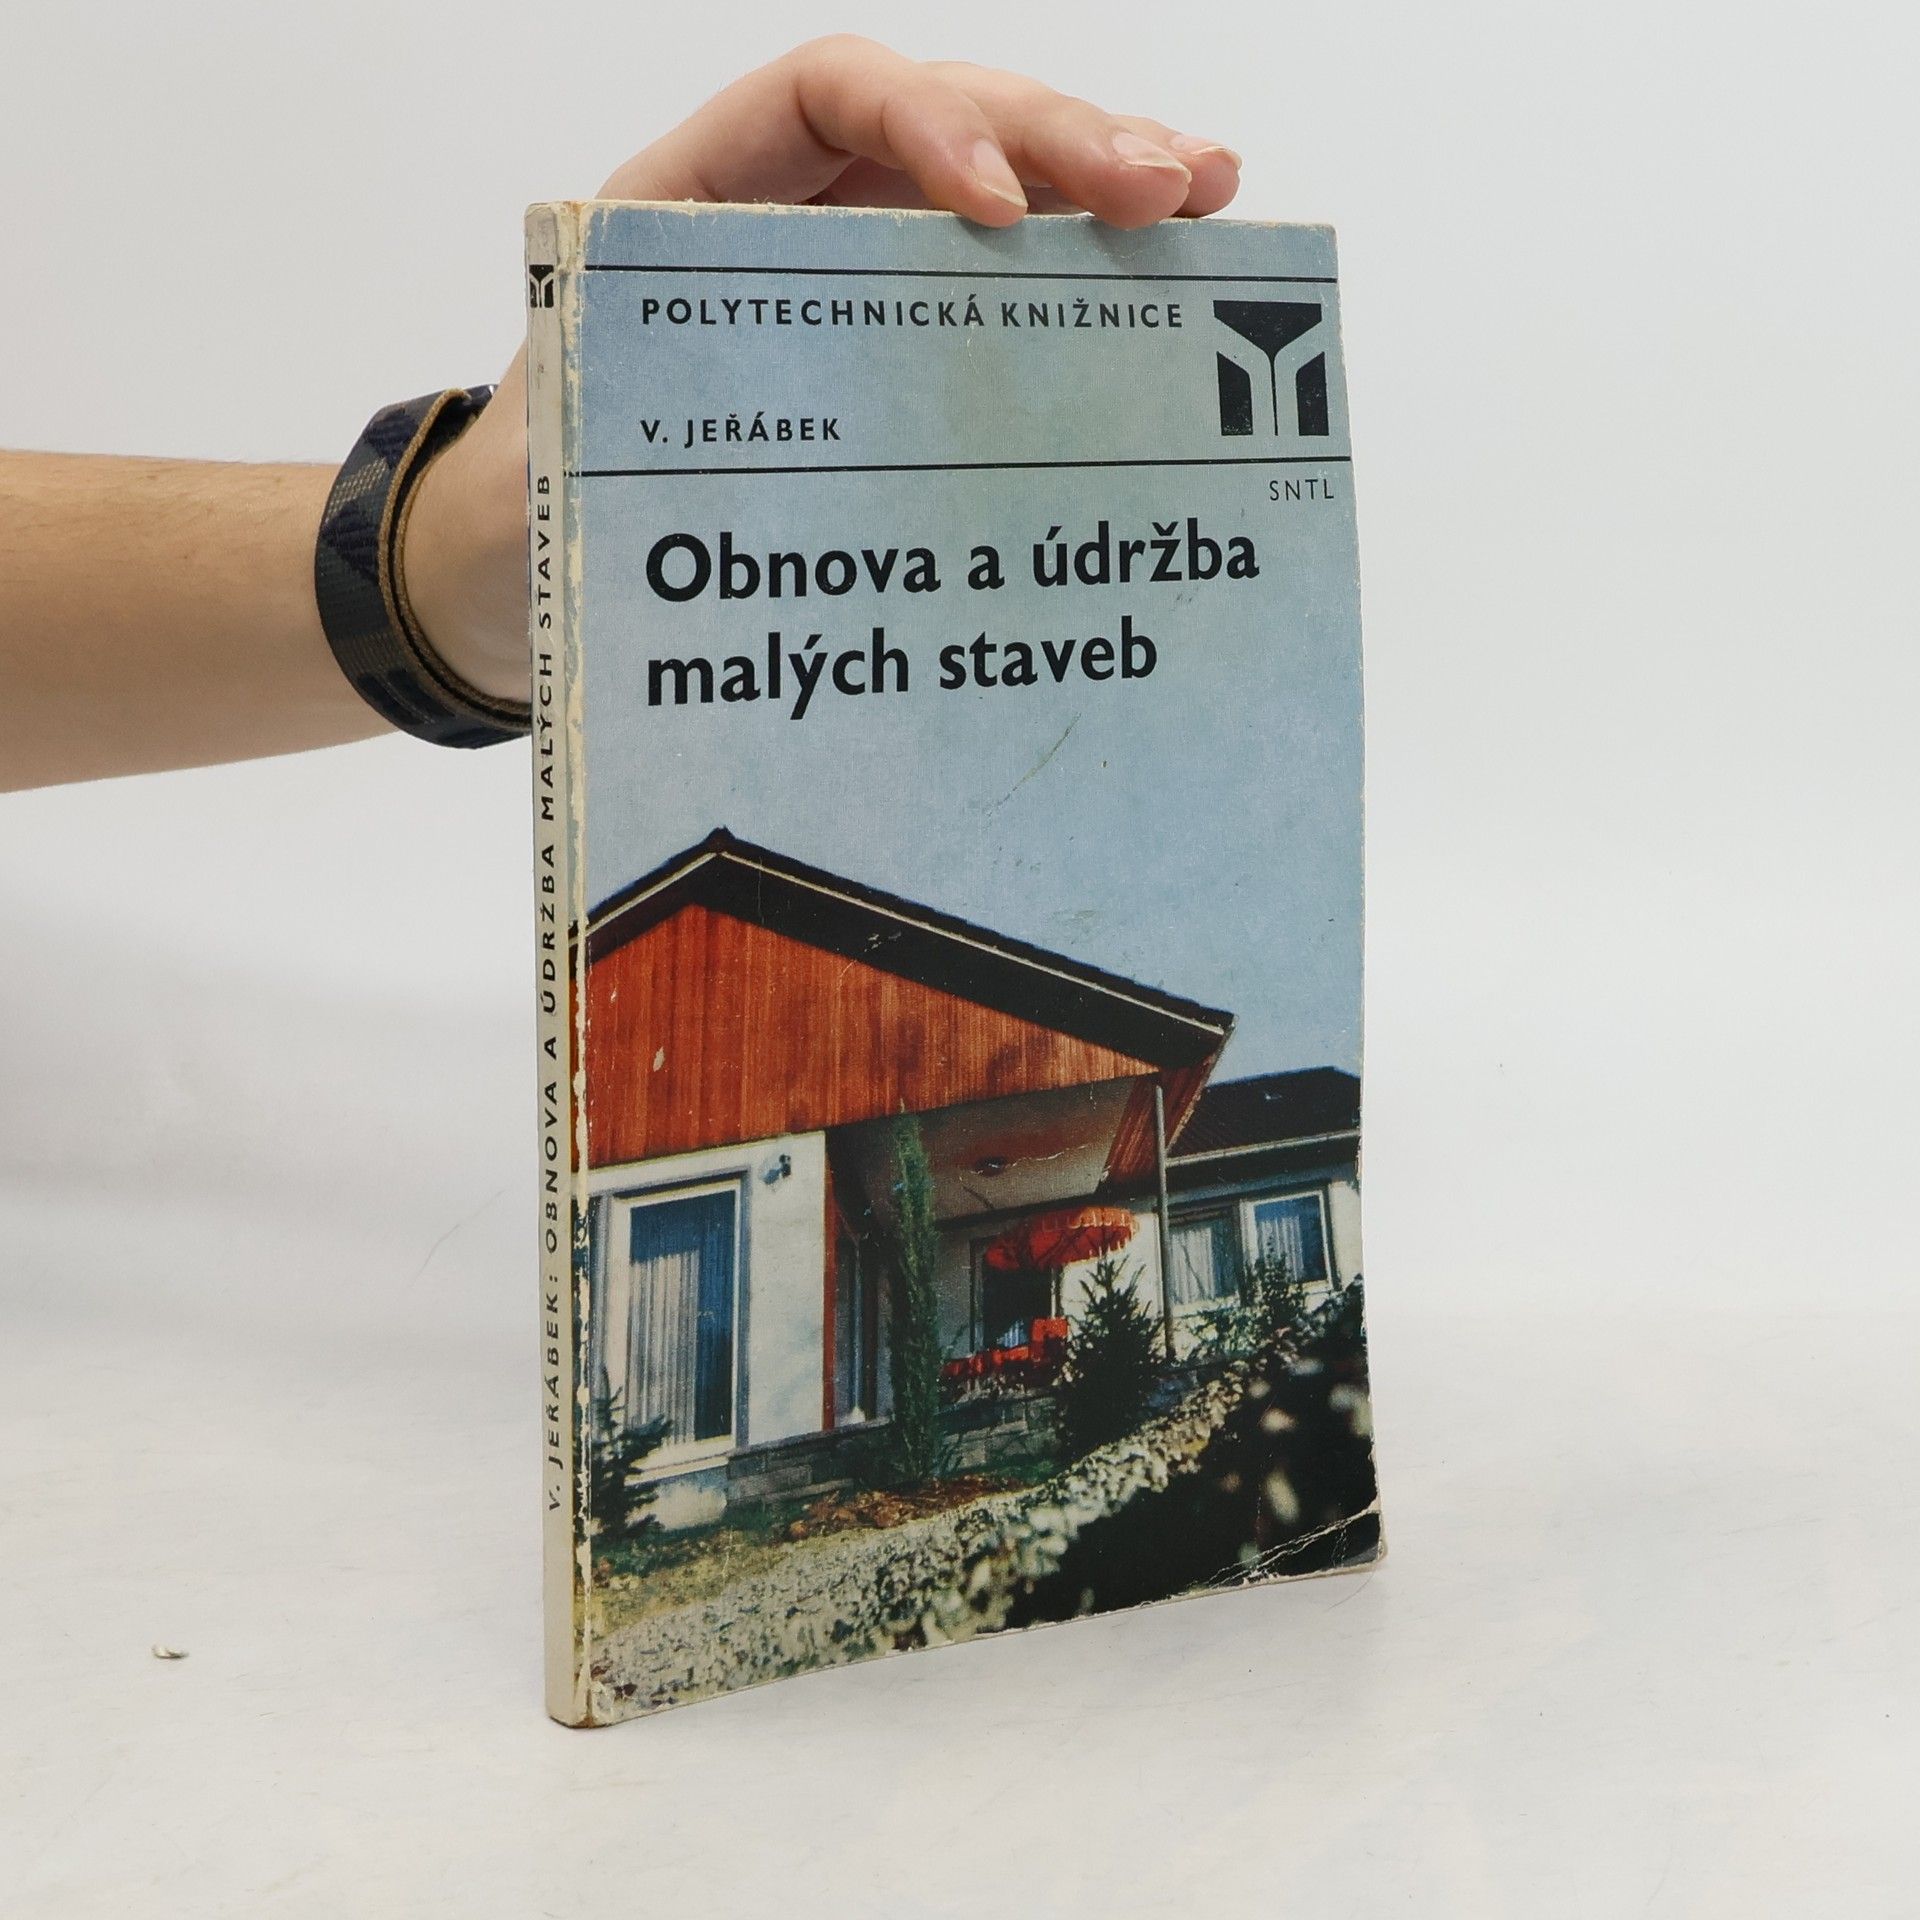 POLYTECHNICKÁ KNIŽNICE
V. JEŘÁBEK
SNTL
Obnova a údržba
malých staveb
V. JEŘÁBEK: OBNOVA A ÚDRŽBA MALÝCH STAVEB